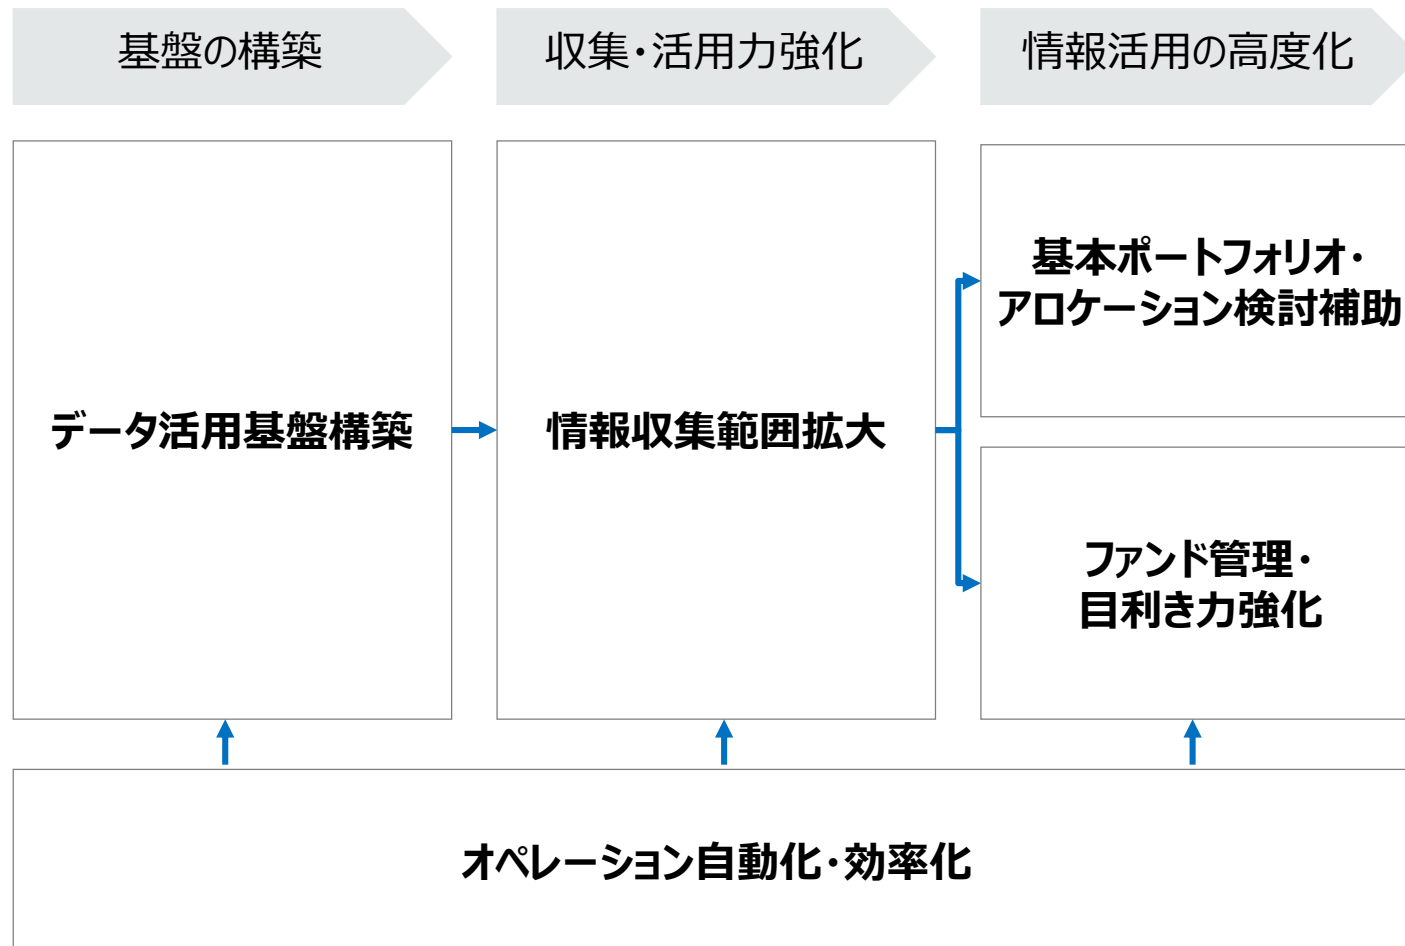 基盤の構築
収集・活用力強化
情報活用の高度化
データ活用基盤構築
情報収集範囲拡大
基本ポートフォリオ・
アロケーション検討補助
ファンド管理・
目利き力強化
オペレーション自動化・効率化